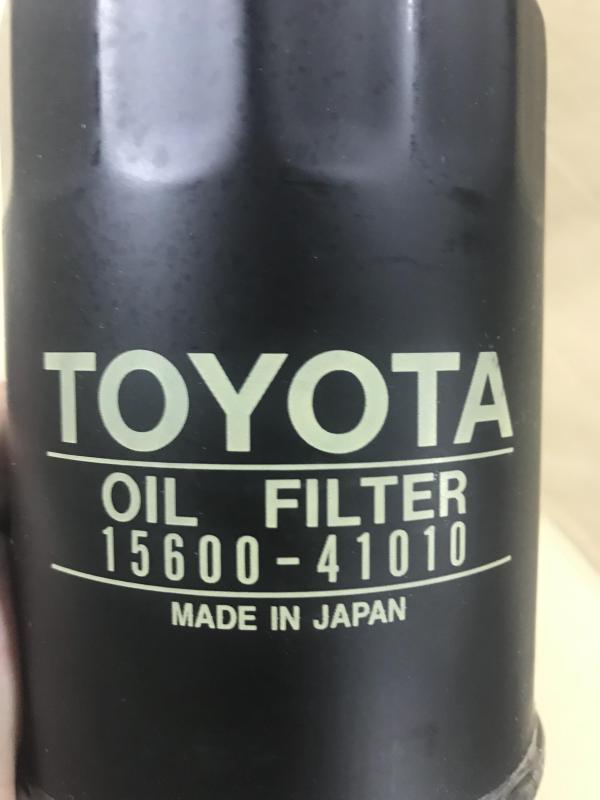 TOYOTA
OIL FILTER
15600-41010
MADE IN JAPAN